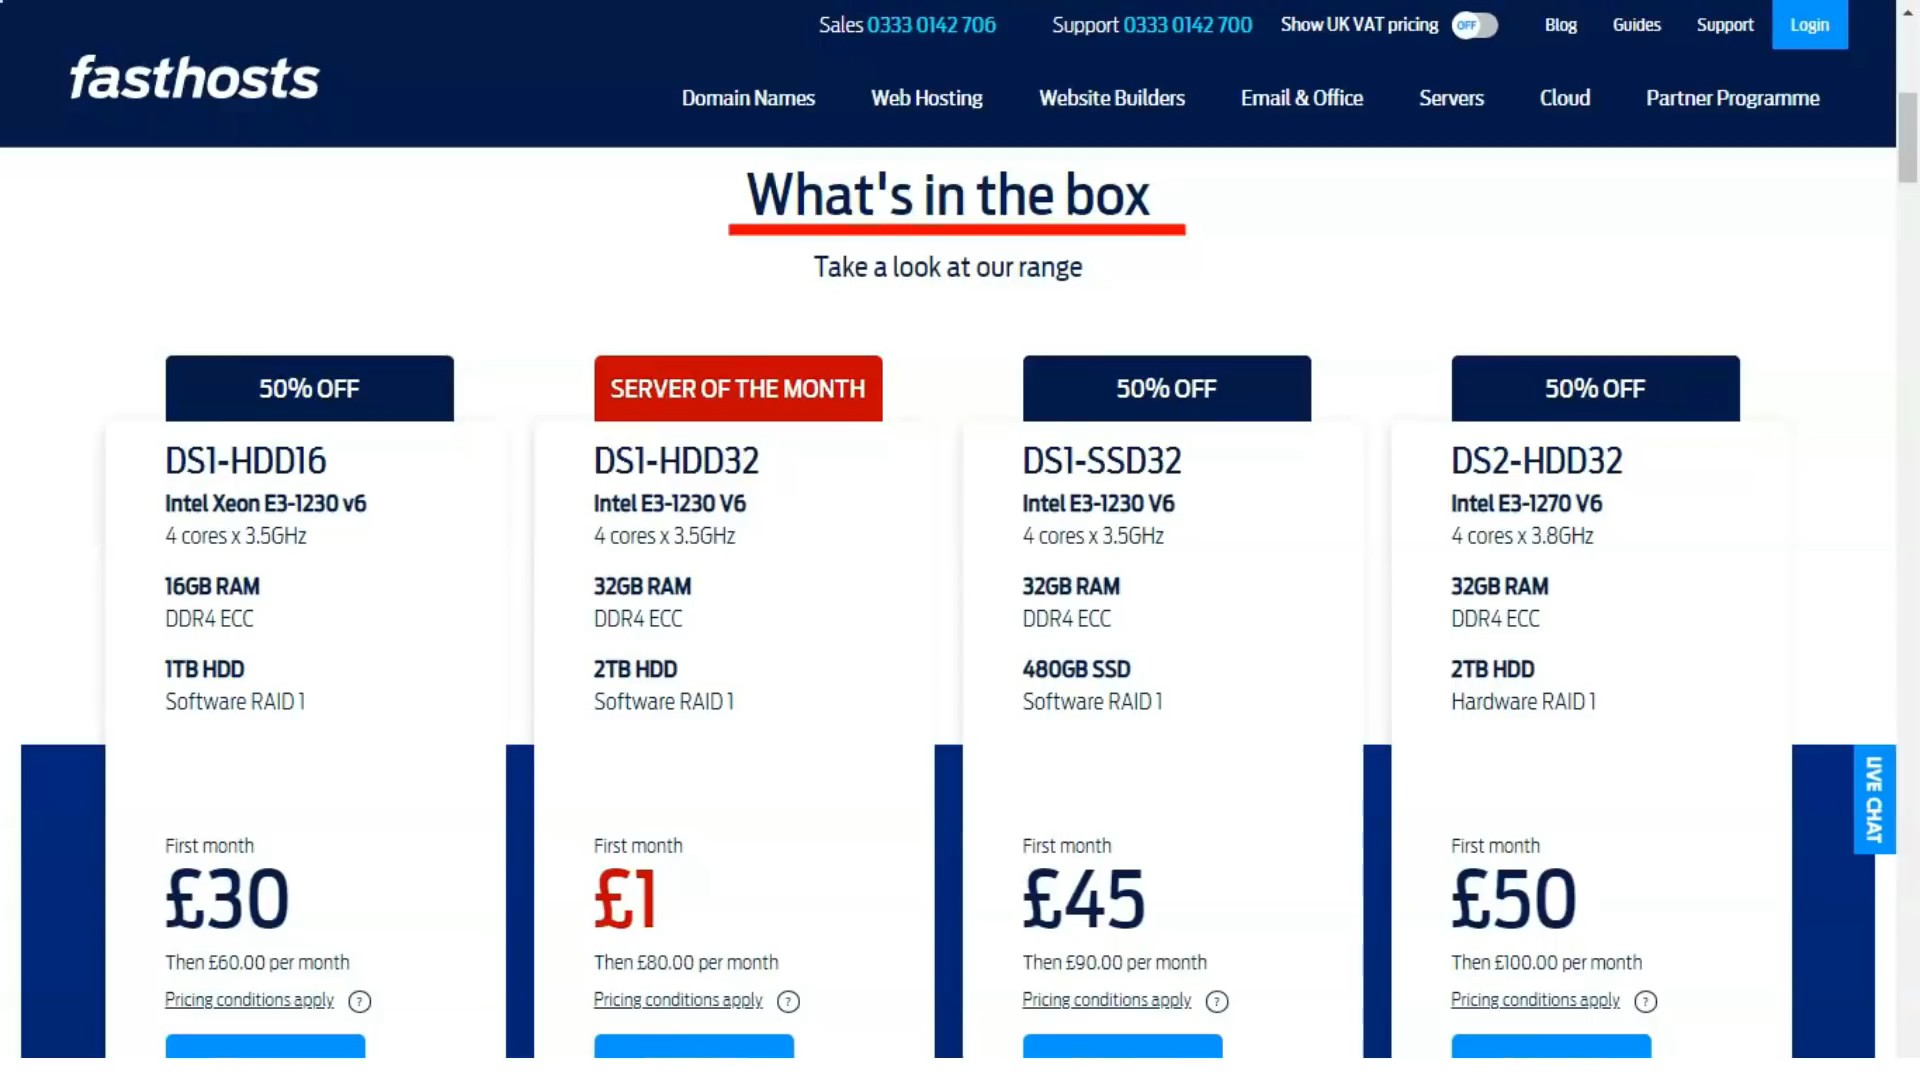 Sales 0333 0142 706 Support 0333 0142 700 Show UK VAT pricing OFF Blog Guides Support Login
fasthosts
Domain Names Web Hosting Website Builders Email & Office Servers Cloud Partner Programme
What's in the box
Take a look at our range
50% OFF
DS1-HDD16
Intel Xeon E3-1230 v6
4 cores x 3.5GHz
16GB RAM
DDR4 ECC
1TB HDD
Software RAID 1
First month
£30
Then £60.00 per month
Pricing conditions apply ?
SERVER OF THE MONTH
DS1-HDD32
Intel E3-1230 V6
4 cores x 3.5GHz
32GB RAM
DDR4 ECC
2TB HDD
Software RAID 1
First month
£1
Then £80.00 per month
Pricing conditions apply ?
50% OFF
DS1-SSD32
Intel E3-1230 V6
4 cores x 3.5GHz
32GB RAM
DDR4 ECC
480GB SSD
Software RAID 1
First month
£45
Then £90.00 per month
Pricing conditions apply ?
50% OFF
DS2-HDD32
Intel E3-1270 V6
4 cores x 3.8GHz
32GB RAM
DDR4 ECC
2TB HDD
Hardware RAID 1
First month
£50
Then £100.00 per month
Pricing conditions apply ?
LIVE CHAT